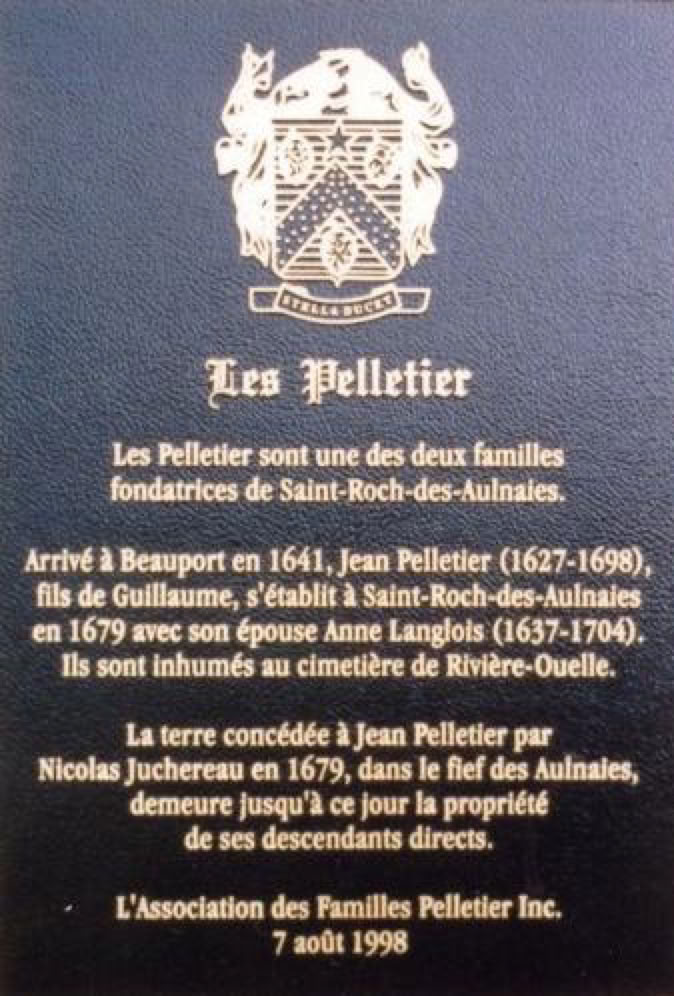 STELLA DUCET
Les Pelletier
Les Pelletier sont une des deux familles
fondatrices de Saint-Roch-des-Aulnaies.
Arrivé à Beauport en 1641, Jean Pelletier (1627-1698),
fils de Guillaume, s'établit à Saint-Roch-des-Aulnaies
en 1679 avec son épouse Anne Langlois (1637-1704).
Ils sont inhumés au cimetière de Rivière-Ouelle.
La terre concédée à Jean Pelletier par
Nicolas Juchereau en 1679, dans le fief des Aulnaies,
demeure jusqu'à ce jour la propriété
de ses descendants directs.
L'Association des Familles Pelletier Inc.
7 août 1998